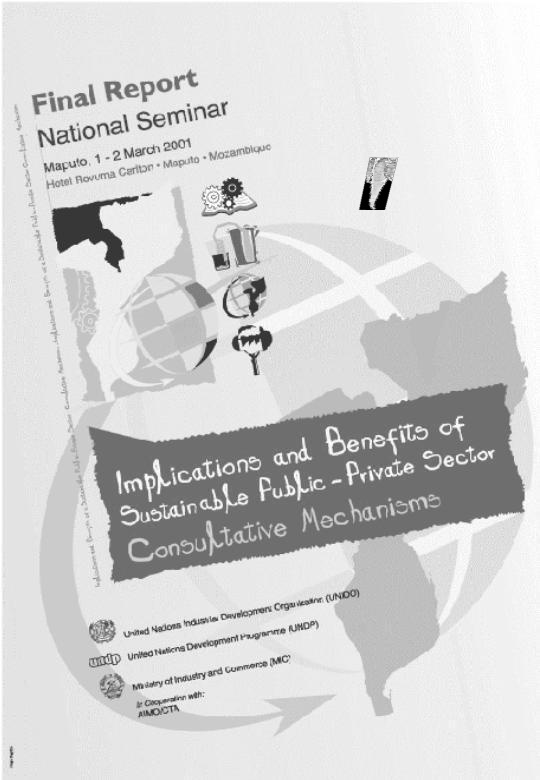 Final Report
National Seminar
Maputo, 1 - 2 March 2001
Hotel Rovuma Carlton • Maputo • Mozambique
Implications and Benefits of
Sustainable Public - Private Sector
Consultative Mechanisms
United Nations Industrial Development Organization (UNIDO)
undp United Nations Development Programme (UNDP)
Ministry of Industry and Commerce (MIC)
In Cooperation with:
AIMO/CTA